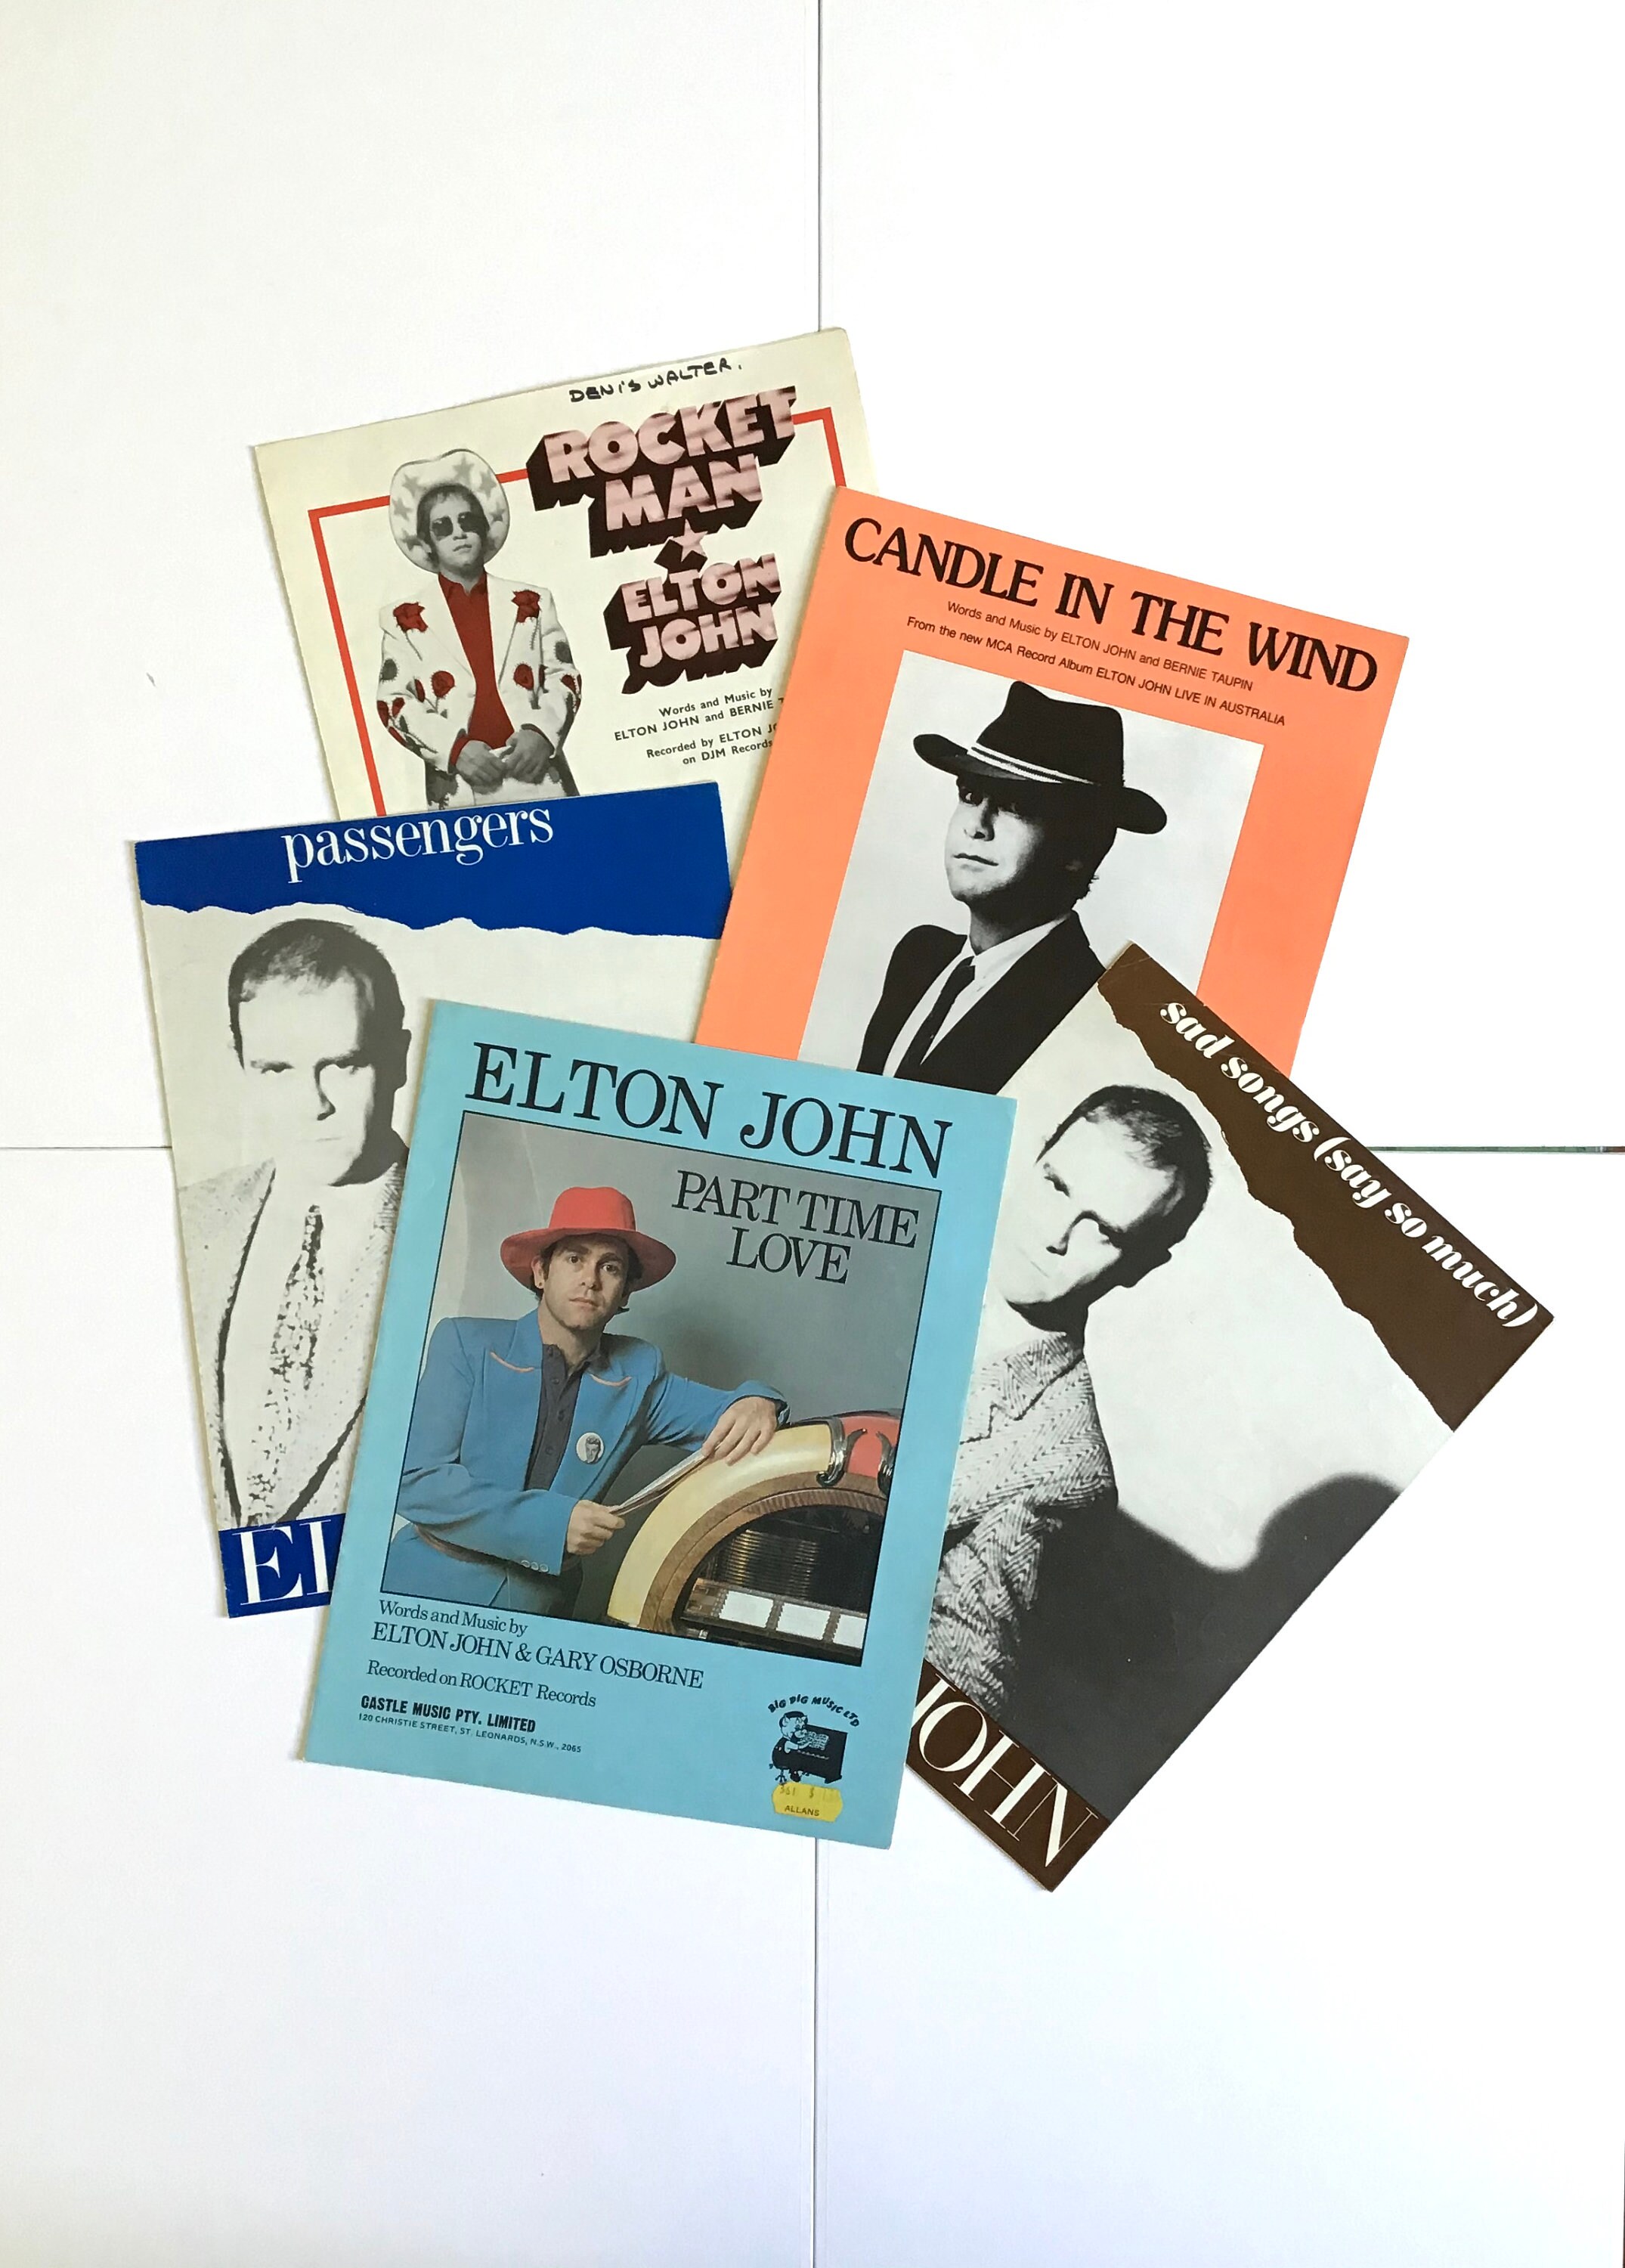 DENIS WALTER.
ROCKET
MAN
ELTON
JOHN
Words and Music by
ELTON JOHN and BERNIE
Recorded by ELTON
on DJM Records
CANDLE IN THE WIND
Words and Music by ELTON JOHN and BERNIE TAUPIN
From the new MCA Record Album ELTON JOHN LIVE IN AUSTRALIA
passengers
EL
sad songs (say so much)
JOHN
ELTON JOHN
PART TIME
LOVE
Words and Music by
ELTON JOHN & GARY OSBORNE
Recorded on ROCKET Records
CASTLE MUSIC PTY. LIMITED
120 CHRISTIE STREET, ST. LEONARDS, N.S.W., 2065
BIG PIG MUSIC LTD
ALLANS